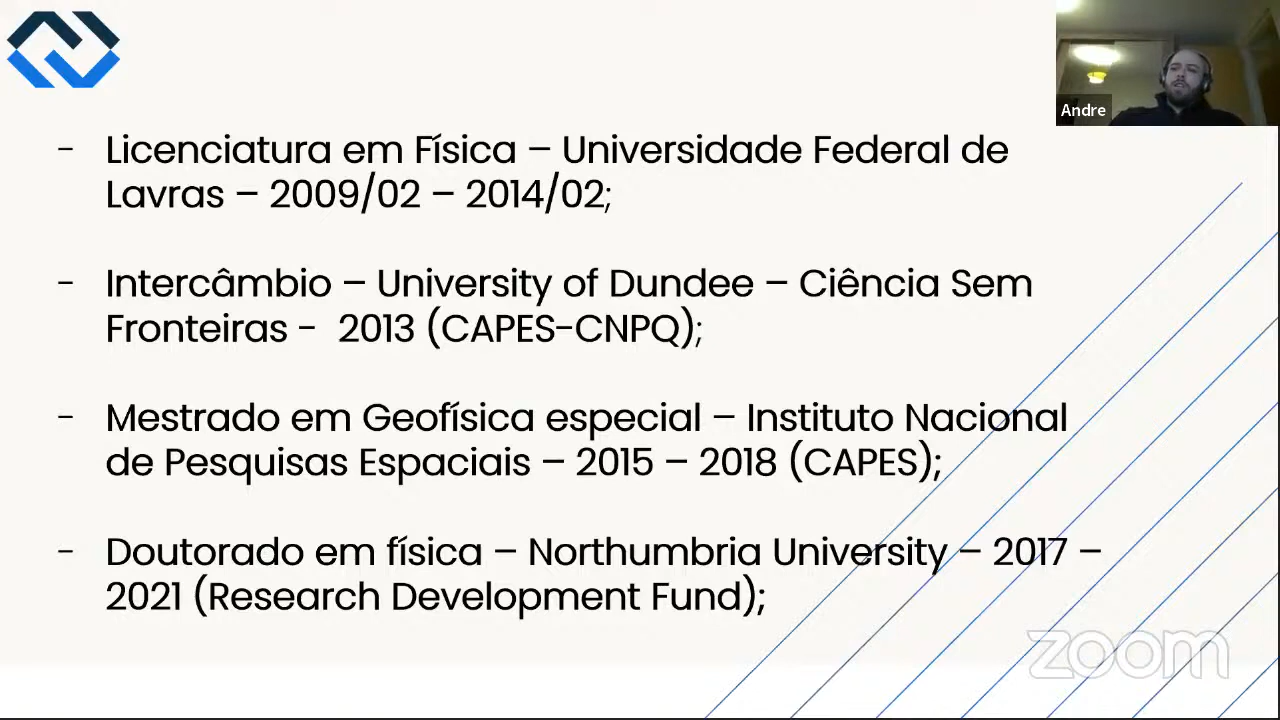 Andre
- Licenciatura em Física – Universidade Federal de
Lavras – 2009/02 – 2014/02;
- Intercâmbio – University of Dundee – Ciência Sem
Fronteiras - 2013 (CAPES-CNPQ);
- Mestrado em Geofísica especial – Instituto Nacional
de Pesquisas Espaciais – 2015 – 2018 (CAPES);
- Doutorado em física – Northumbria University – 2017 –
2021 (Research Development Fund);
zoom